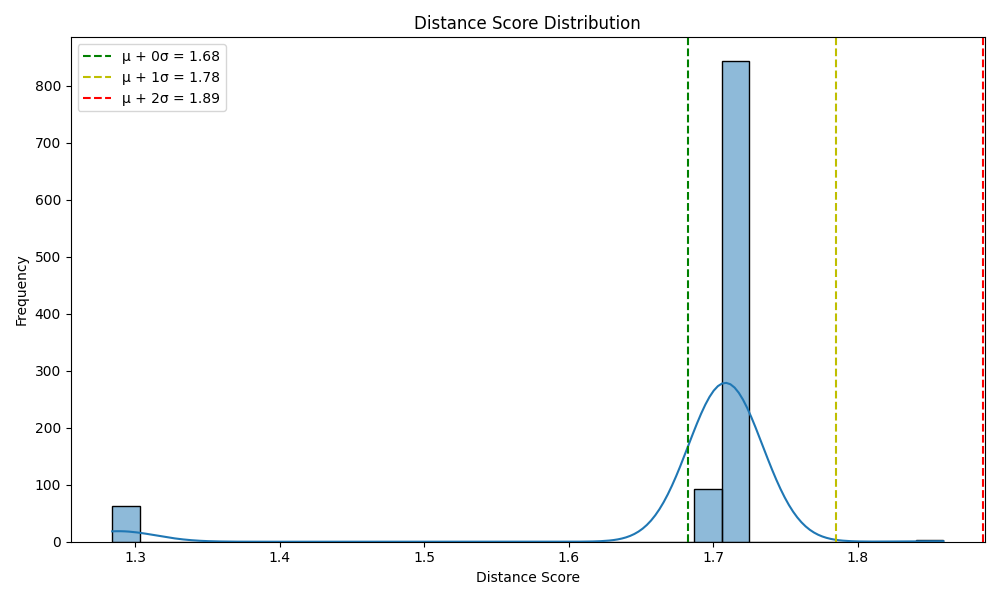 Distance Score Distribution
μ + 0σ = 1.68
μ + 1σ = 1.78
μ + 2σ = 1.89
Frequency
800
700
600
500
400
300
200
100
0
1.3 1.4 1.5 1.6 1.7 1.8
Distance Score